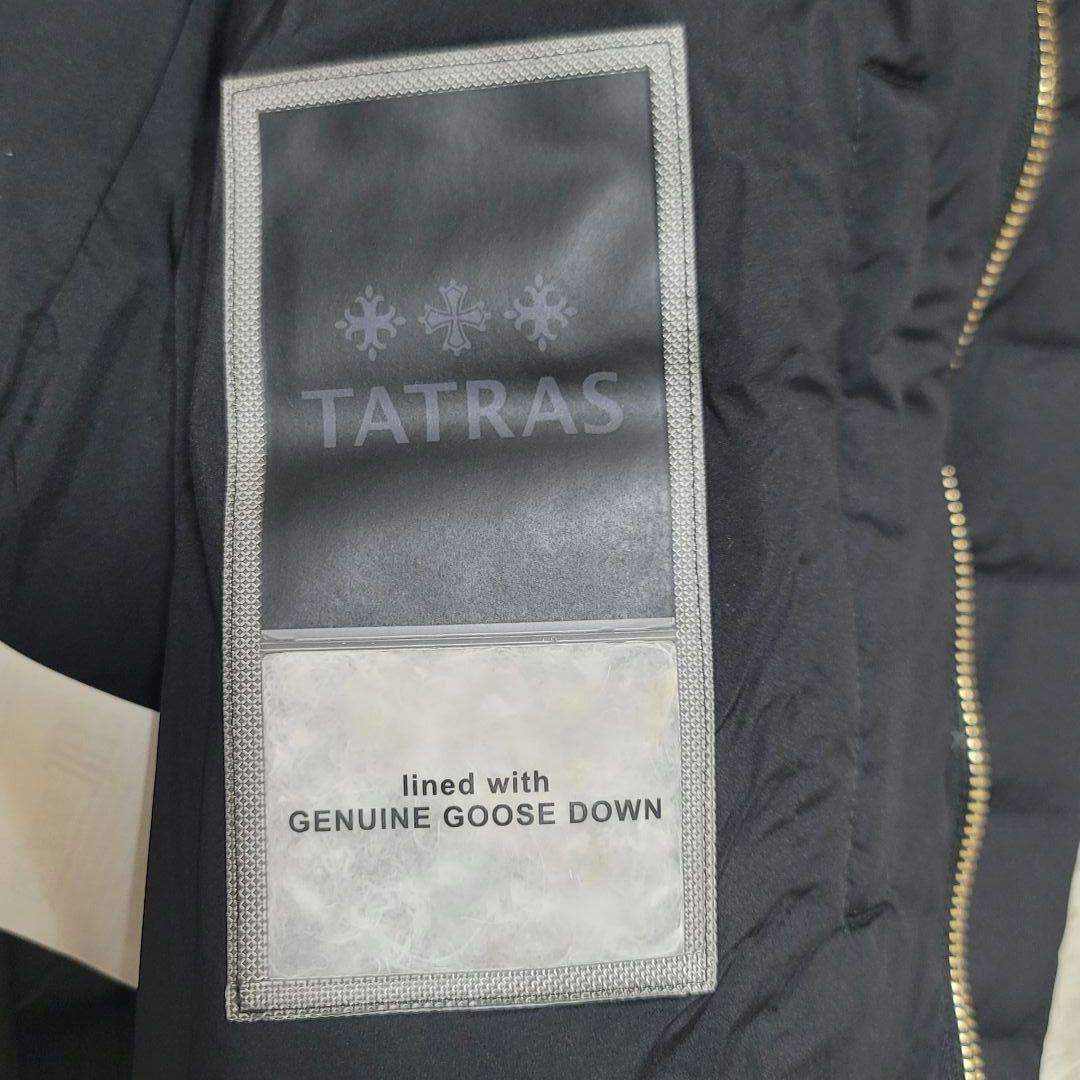 TATRAS
lined with
GENUINE GOOSE DOWN